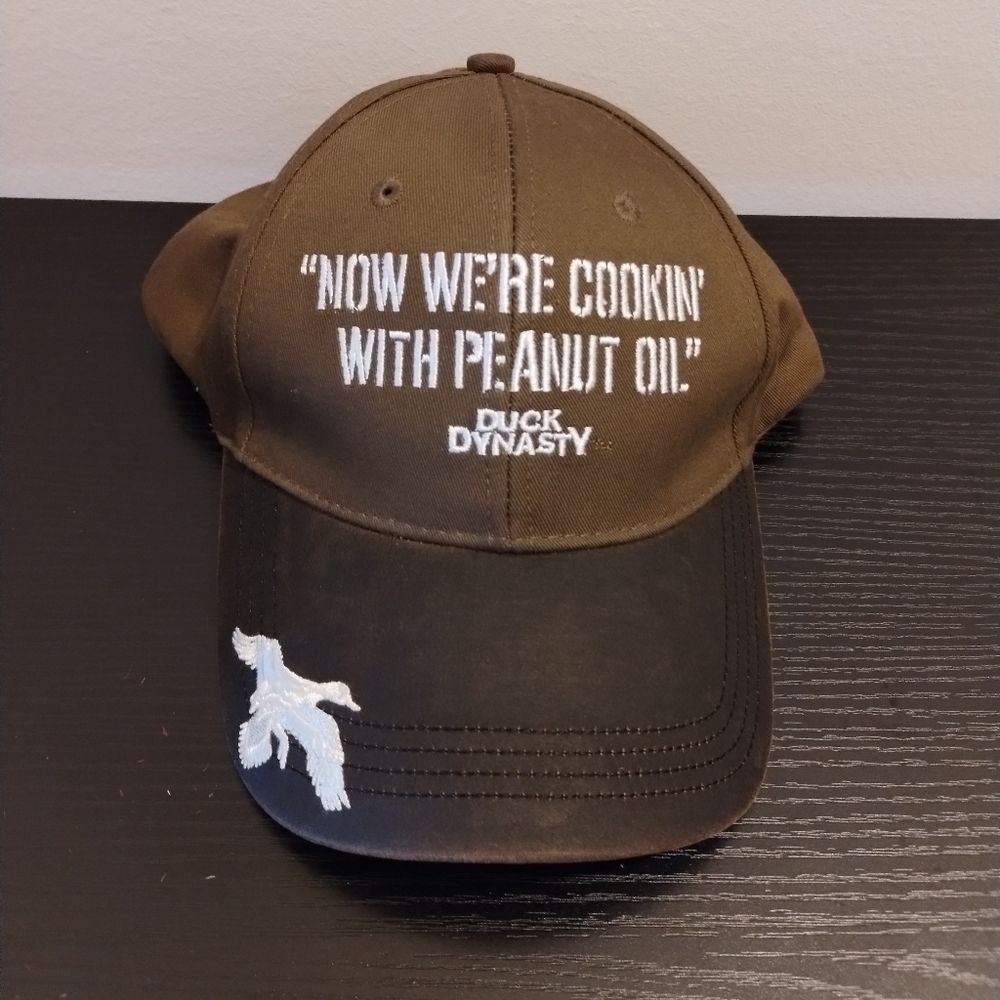 “NOW WE’RE COOKIN’
WITH PEANUT OIL”
DUCK
DYNASTY